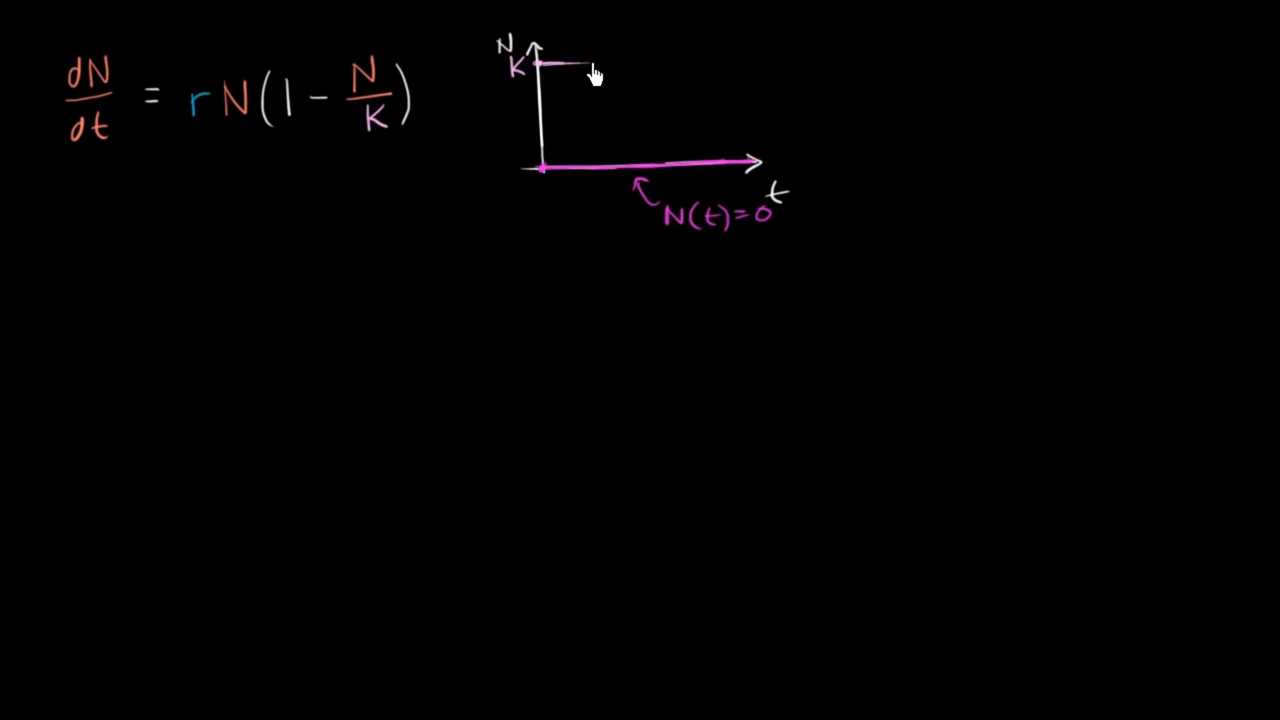 dN/dt = rN(1 - N/K)
N
K
t
N(t)=0